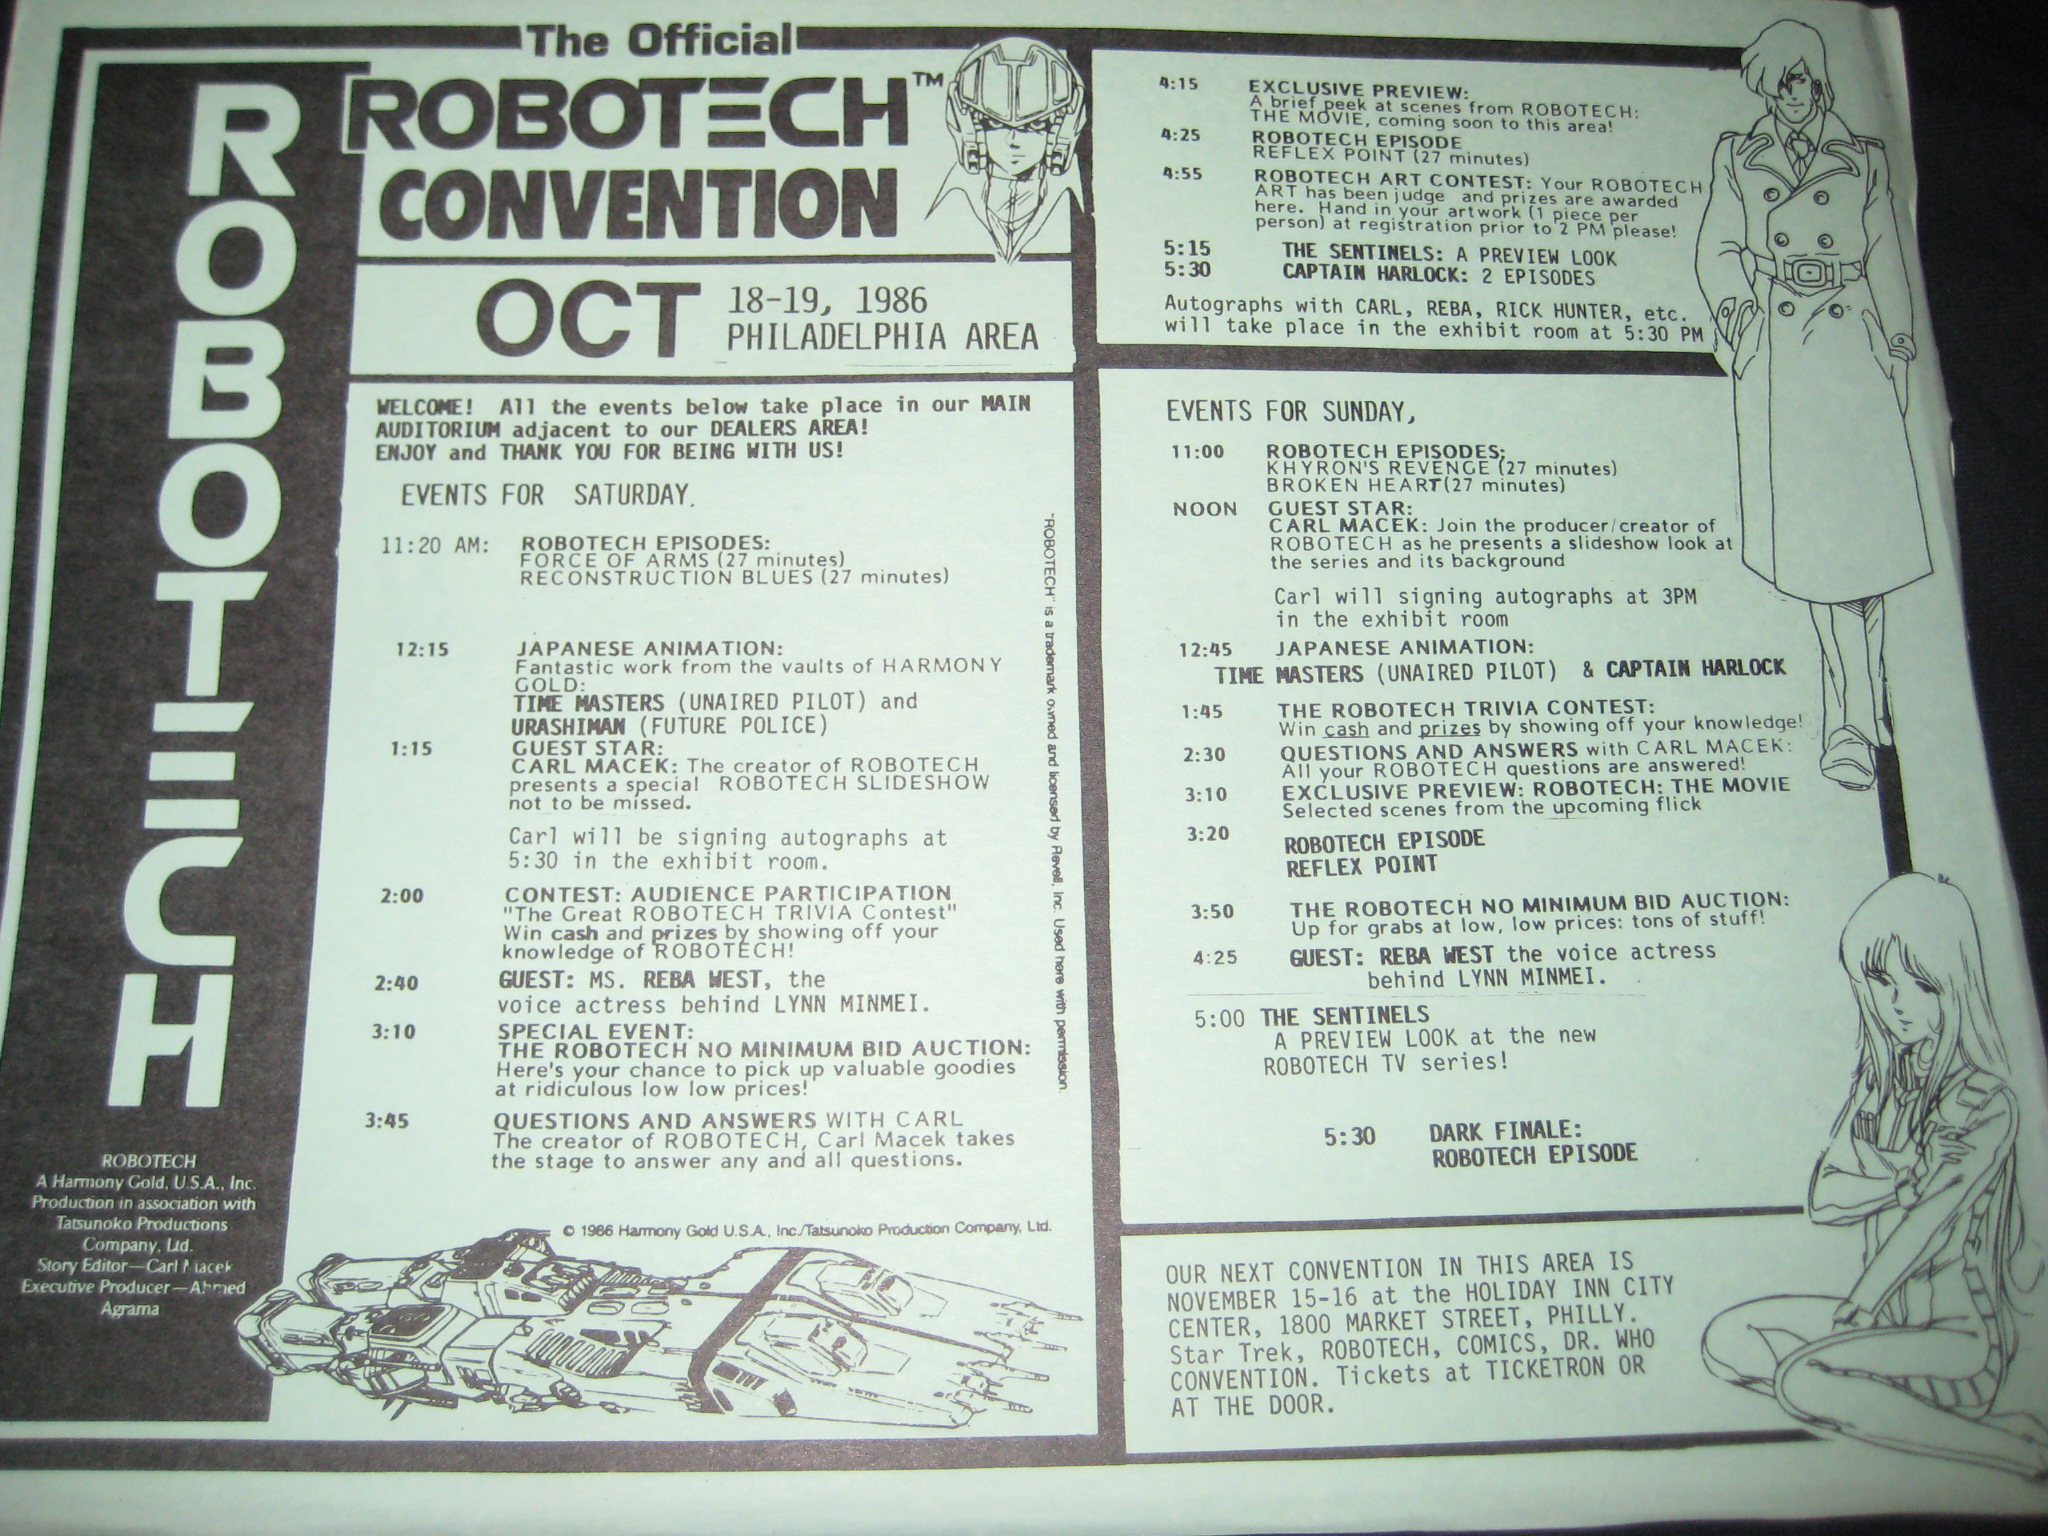 The Official
ROBOTECH™
CONVENTION
ROBOTECH
OCT 18-19, 1986
PHILADELPHIA AREA
WELCOME! All the events below take place in our MAIN
AUDITORIUM adjacent to our DEALERS AREA!
ENJOY and THANK YOU FOR BEING WITH US!
EVENTS FOR SATURDAY.
11:20 AM: ROBOTECH EPISODES:
FORCE OF ARMS (27 minutes)
RECONSTRUCTION BLUES (27 minutes)
12:15 JAPANESE ANIMATION:
Fantastic work from the vaults of HARMONY
GOLD:
TIME MASTERS (UNAIRED PILOT) and
URASHIMAN (FUTURE POLICE)
1:15 GUEST STAR:
CARL MACEK: The creator of ROBOTECH
presents a special ROBOTECH SLIDESHOW
not to be missed.
Carl will be signing autographs at
5:30 in the exhibit room.
2:00 CONTEST: AUDIENCE PARTICIPATION
"The Great ROBOTECH TRIVIA Contest"
Win cash and prizes by showing off your
knowledge of ROBOTECH!
2:40 GUEST: MS. REBA WEST, the
voice actress behind LYNN MINMEI.
3:10 SPECIAL EVENT:
THE ROBOTECH NO MINIMUM BID AUCTION:
Here's your chance to pick up valuable goodies
at ridiculous low low prices!
3:45 QUESTIONS AND ANSWERS WITH CARL
The creator of ROBOTECH, Carl Macek takes
the stage to answer any and all questions.
© 1986 Harmony Gold U.S.A., Inc./Tatsunoko Production Company, Ltd.
"ROBOTECH" is a trademark owned and licensed by Revell, Inc. Used here with permission.
ROBOTECH
A Harmony Gold, U.S.A., Inc.
Production in association with
Tatsunoko Productions
Company, Ltd.
Story Editor—Carl Macek
Executive Producer—Ahmed
Agrama
4:15 EXCLUSIVE PREVIEW:
A brief peek at scenes from ROBOTECH:
THE MOVIE, coming soon to this area!
4:25 ROBOTECH EPISODE
REFLEX POINT (27 minutes)
4:55 ROBOTECH ART CONTEST: Your ROBOTECH
ART has been judge and prizes are awarded
here. Hand in your artwork (1 piece per
person) at registration prior to 2 PM please!
5:15 THE SENTINELS: A PREVIEW LOOK
5:30 CAPTAIN HARLOCK: 2 EPISODES
Autographs with CARL, REBA, RICK HUNTER, etc.
will take place in the exhibit room at 5:30 PM
EVENTS FOR SUNDAY,
11:00 ROBOTECH EPISODES:
KHYRON'S REVENGE (27 minutes)
BROKEN HEART(27 minutes)
NOON GUEST STAR:
CARL MACEK: Join the producer/creator of
ROBOTECH as he presents a slideshow look at
the series and its background
Carl will signing autographs at 3PM
in the exhibit room
12:45 JAPANESE ANIMATION:
TIME MASTERS (UNAIRED PILOT) & CAPTAIN HARLOCK
1:45 THE ROBOTECH TRIVIA CONTEST:
Win cash and prizes by showing off your knowledge!
2:30 QUESTIONS AND ANSWERS with CARL MACEK:
All your ROBOTECH questions are answered!
3:10 EXCLUSIVE PREVIEW: ROBOTECH: THE MOVIE
Selected scenes from the upcoming flick
3:20 ROBOTECH EPISODE
REFLEX POINT
3:50 THE ROBOTECH NO MINIMUM BID AUCTION:
Up for grabs at low, low prices: tons of stuff!
4:25 GUEST: REBA WEST the voice actress
behind LYNN MINMEI.
5:00 THE SENTINELS
A PREVIEW LOOK at the new
ROBOTECH TV series!
5:30 DARK FINALE:
ROBOTECH EPISODE
OUR NEXT CONVENTION IN THIS AREA IS
NOVEMBER 15-16 at the HOLIDAY INN CITY
CENTER, 1800 MARKET STREET, PHILLY.
Star Trek, ROBOTECH, COMICS, DR. WHO
CONVENTION. Tickets at TICKETRON OR
AT THE DOOR.